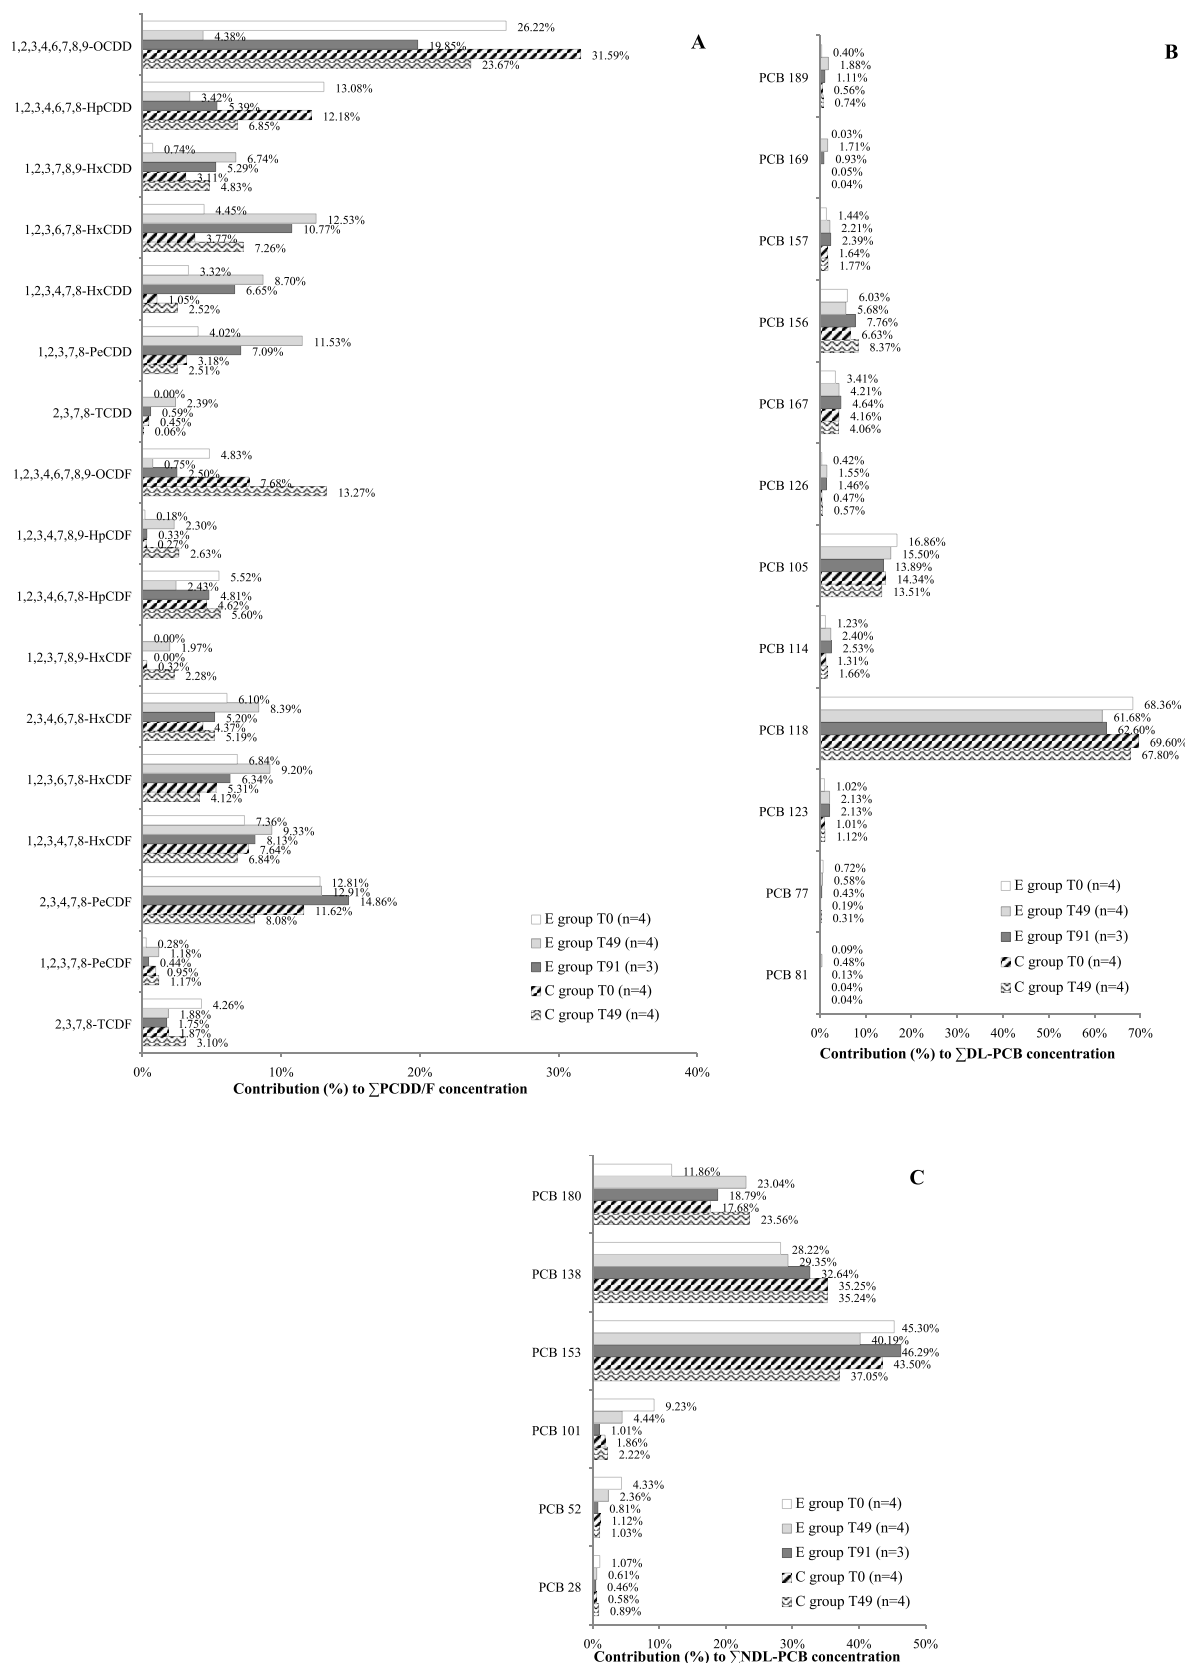 A
1,2,3,4,6,7,8,9-OCDD
26.22%
4.38%
19.85%
31.59%
23.67%
1,2,3,4,6,7,8-HpCDD
13.08%
3.42%
5.39%
12.18%
6.85%
1,2,3,7,8,9-HxCDD
0.74%
6.74%
5.29%
3.11%
4.83%
1,2,3,6,7,8-HxCDD
4.45%
12.53%
10.77%
3.77%
7.26%
1,2,3,4,7,8-HxCDD
3.32%
8.70%
6.65%
1.05%
2.52%
1,2,3,7,8-PeCDD
4.02%
11.53%
7.09%
3.18%
2.51%
2,3,7,8-TCDD
0.00%
2.39%
0.59%
0.45%
0.06%
1,2,3,4,6,7,8,9-OCDF
4.83%
0.75%
2.50%
7.68%
13.27%
1,2,3,4,7,8,9-HpCDF
0.18%
2.30%
0.33%
0.27%
2.63%
1,2,3,4,6,7,8-HpCDF
5.52%
2.43%
4.81%
4.62%
5.60%
1,2,3,7,8,9-HxCDF
0.00%
1.97%
0.00%
0.32%
2.28%
2,3,4,6,7,8-HxCDF
6.10%
8.39%
5.20%
4.37%
5.19%
1,2,3,6,7,8-HxCDF
6.84%
9.20%
6.34%
5.31%
4.12%
1,2,3,4,7,8-HxCDF
7.36%
9.33%
8.13%
7.64%
6.84%
2,3,4,7,8-PeCDF
12.81%
12.91%
14.86%
11.62%
8.08%
1,2,3,7,8-PeCDF
0.28%
1.18%
0.44%
0.95%
1.17%
2,3,7,8-TCDF
4.26%
1.88%
1.75%
1.87%
3.10%
E group T0 (n=4)
E group T49 (n=4)
E group T91 (n=3)
C group T0 (n=4)
C group T49 (n=4)
0% 10% 20% 30% 40%
Contribution (%) to ∑PCDD/F concentration
B
PCB 189
0.40%
1.88%
1.11%
0.56%
0.74%
PCB 169
0.03%
1.71%
0.93%
0.05%
0.04%
PCB 157
1.44%
2.21%
2.39%
1.64%
1.77%
PCB 156
6.03%
5.68%
7.76%
6.63%
8.37%
PCB 167
3.41%
4.21%
4.64%
4.16%
4.06%
PCB 126
0.42%
1.55%
1.46%
0.47%
0.57%
PCB 105
16.86%
15.50%
13.89%
14.34%
13.51%
PCB 114
1.23%
2.40%
2.53%
1.31%
1.66%
PCB 118
68.36%
61.68%
62.60%
69.60%
67.80%
PCB 123
1.02%
2.13%
2.13%
1.01%
1.12%
PCB 77
0.72%
0.58%
0.43%
0.19%
0.31%
PCB 81
0.09%
0.48%
0.13%
0.04%
0.04%
E group T0 (n=4)
E group T49 (n=4)
E group T91 (n=3)
C group T0 (n=4)
C group T49 (n=4)
0% 10% 20% 30% 40% 50% 60% 70%
Contribution (%) to ∑DL-PCB concentration
C
PCB 180
11.86%
23.04%
18.79%
17.68%
23.56%
PCB 138
28.22%
29.35%
32.64%
35.25%
35.24%
PCB 153
45.30%
40.19%
46.29%
43.50%
37.05%
PCB 101
9.23%
4.44%
1.01%
1.86%
2.22%
PCB 52
4.33%
2.36%
0.81%
1.12%
1.03%
PCB 28
1.07%
0.61%
0.46%
0.58%
0.89%
E group T0 (n=4)
E group T49 (n=4)
E group T91 (n=3)
C group T0 (n=4)
C group T49 (n=4)
0% 10% 20% 30% 40% 50%
Contribution (%) to ∑NDL-PCB concentration